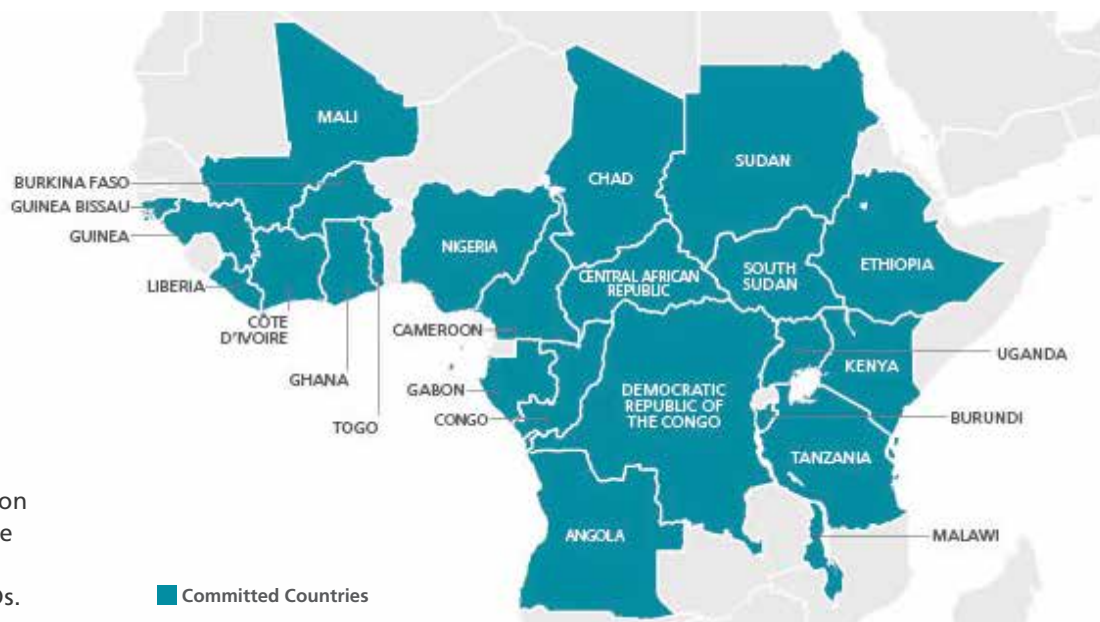 MALI
BURKINA FASO
GUINEA BISSAU
GUINEA
LIBERIA
CÔTE
D'IVOIRE
GHANA
TOGO
NIGERIA
CHAD
SUDAN
CENTRAL AFRICAN
REPUBLIC
SOUTH
SUDAN
ETHIOPIA
CAMEROON
GABON
CONGO
DEMOCRATIC
REPUBLIC OF
THE CONGO
UGANDA
KENYA
BURUNDI
TANZANIA
ANGOLA
MALAWI
on
Committed Countries